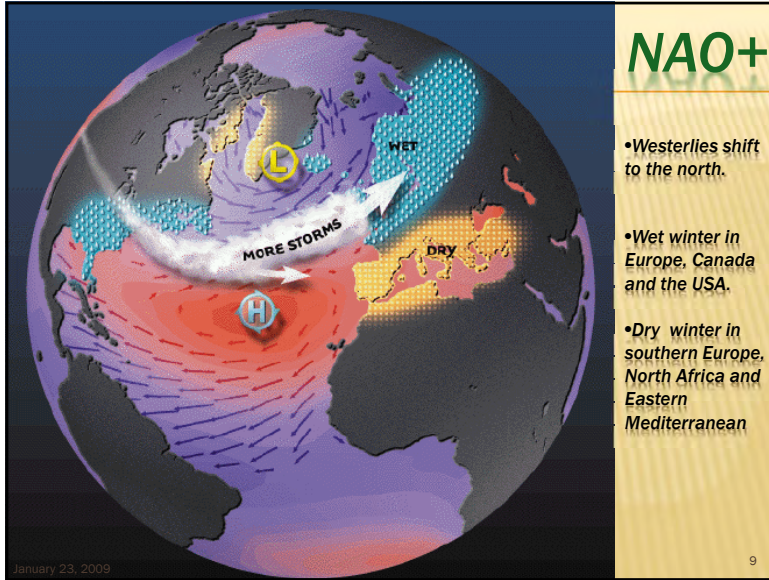 NAO+
•Westerlies shift
to the north.
•Wet winter in
Europe, Canada
and the USA.
•Dry winter in
southern Europe,
North Africa and
Eastern
Mediterranean
WET
L
MORE STORMS
DRY
H
January 23, 2009
9